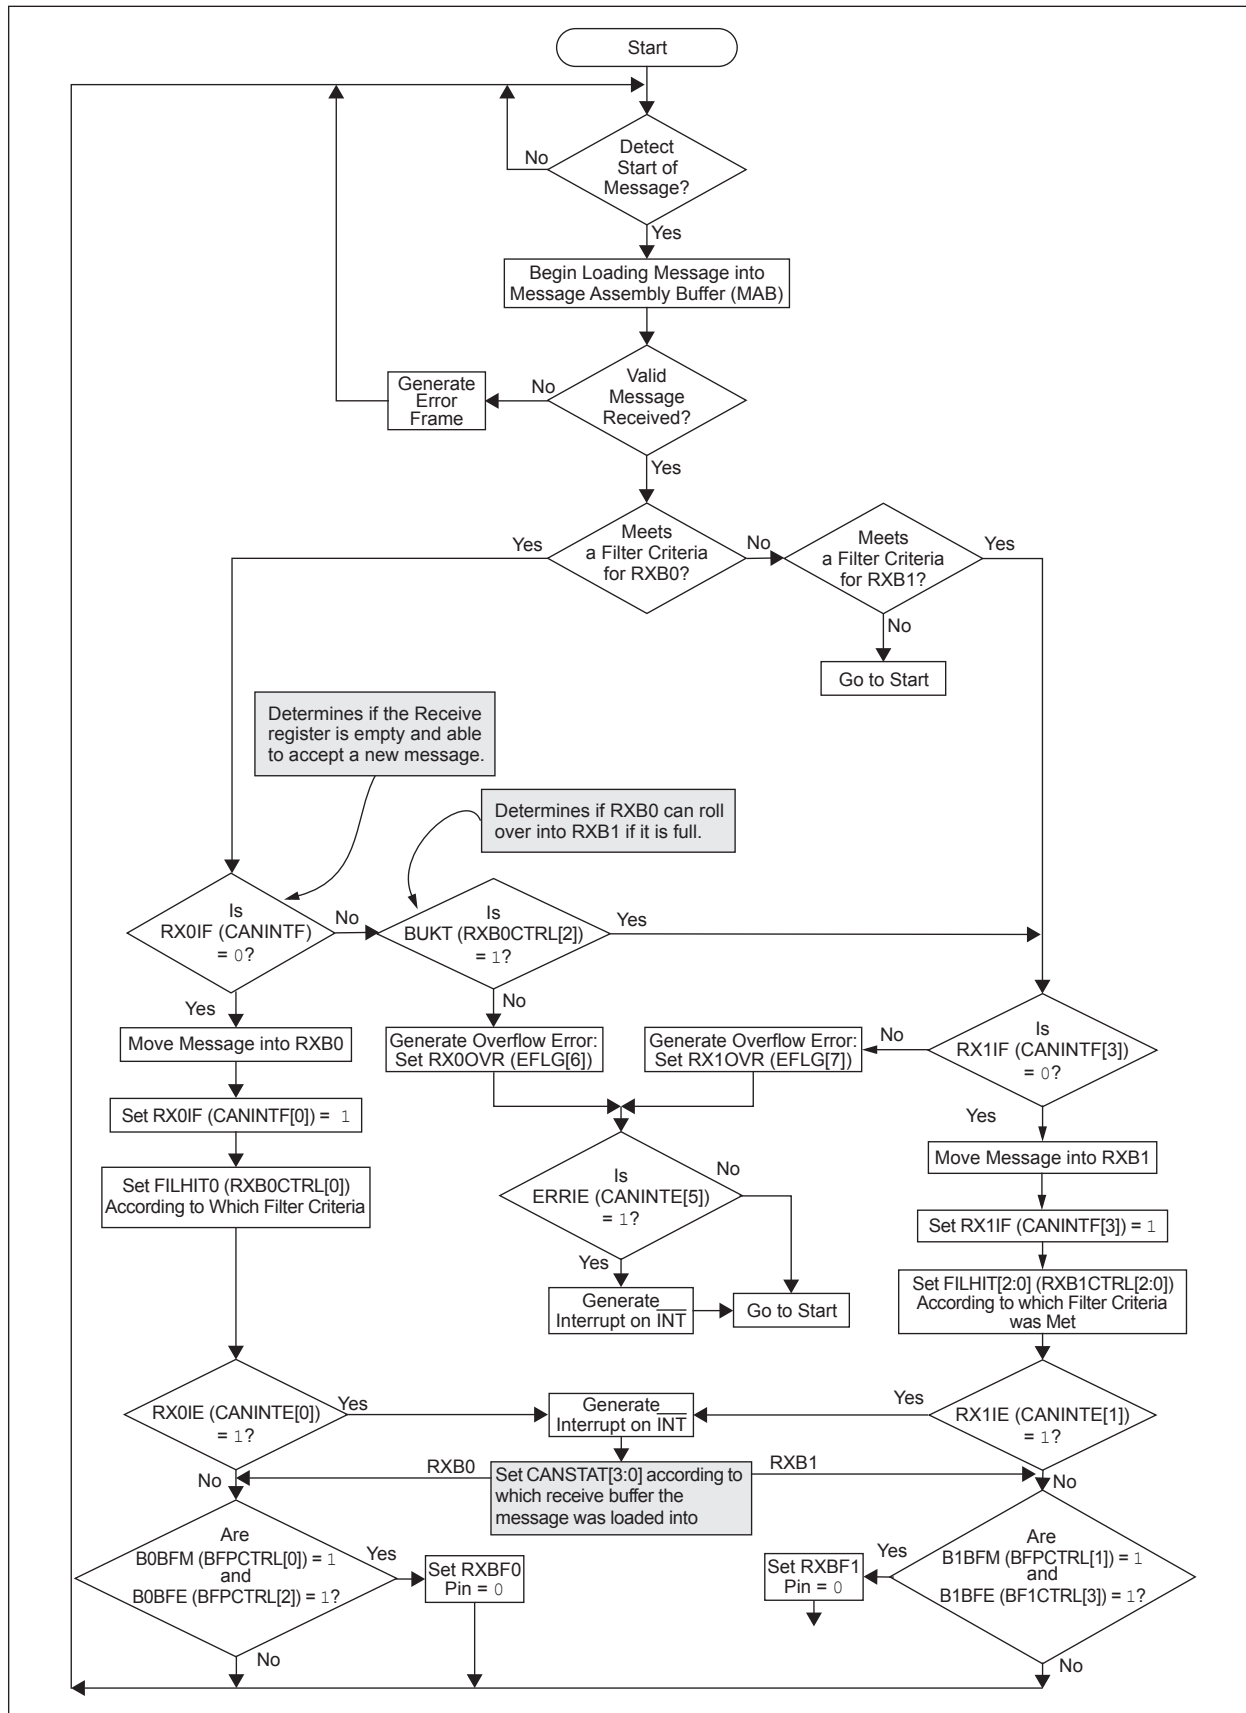 Start
Detect
Start of
Message?
No
Yes
Begin Loading Message into
Message Assembly Buffer (MAB)
Valid
Message
Received?
No
Generate
Error
Frame
Yes
Meets
a Filter Criteria
for RXB0?
Yes
No
Meets
a Filter Criteria
for RXB1?
Yes
No
Go to Start
Determines if the Receive
register is empty and able
to accept a new message.
Determines if RXB0 can roll
over into RXB1 if it is full.
Is
RX0IF (CANINTF)
= 0?
No
Is
BUKT (RXB0CTRL[2])
= 1?
Yes
Yes
No
Move Message into RXB0
Generate Overflow Error:
Set RX0OVR (EFLG[6])
Generate Overflow Error:
Set RX1OVR (EFLG[7])
No
Is
RX1IF (CANINTF[3])
= 0?
Set RX0IF (CANINTF[0]) = 1
Yes
Move Message into RXB1
Set FILHIT0 (RXB0CTRL[0])
According to Which Filter Criteria
Is
ERRIE (CANINTE[5])
= 1?
No
Yes
Set RX1IF (CANINTF[3]) = 1
Generate
Interrupt on INT
Go to Start
Set FILHIT[2:0] (RXB1CTRL[2:0])
According to which Filter Criteria
was Met
RX0IE (CANINTE[0])
= 1?
Yes
Generate
Interrupt on INT
Yes
RX1IE (CANINTE[1])
= 1?
No
RXB0
Set CANSTAT[3:0] according to
which receive buffer the
message was loaded into
RXB1
No
Are
B0BFM (BFPCTRL[0]) = 1
and
B0BFE (BFPCTRL[2]) = 1?
Yes
Set RXBF0
Pin = 0
Set RXBF1
Pin = 0
Yes
Are
B1BFM (BFPCTRL[1]) = 1
and
B1BFE (BF1CTRL[3]) = 1?
No
No